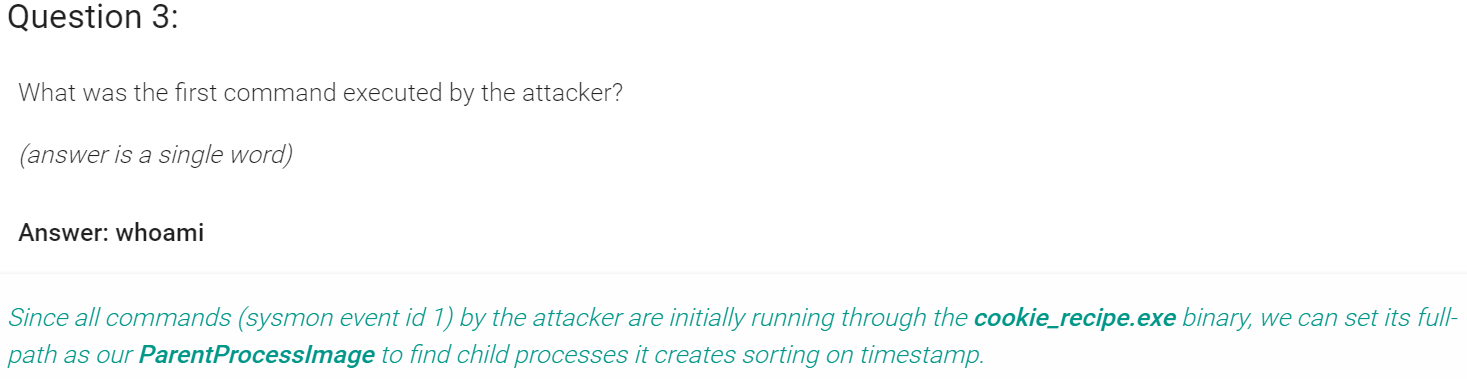 Question 3:
What was the first command executed by the attacker?
(answer is a single word)
Answer: whoami
Since all commands (sysmon event id 1) by the attacker are initially running through the cookie_recipe.exe binary, we can set its full-
path as our ParentProcessImage to find child processes it creates sorting on timestamp.